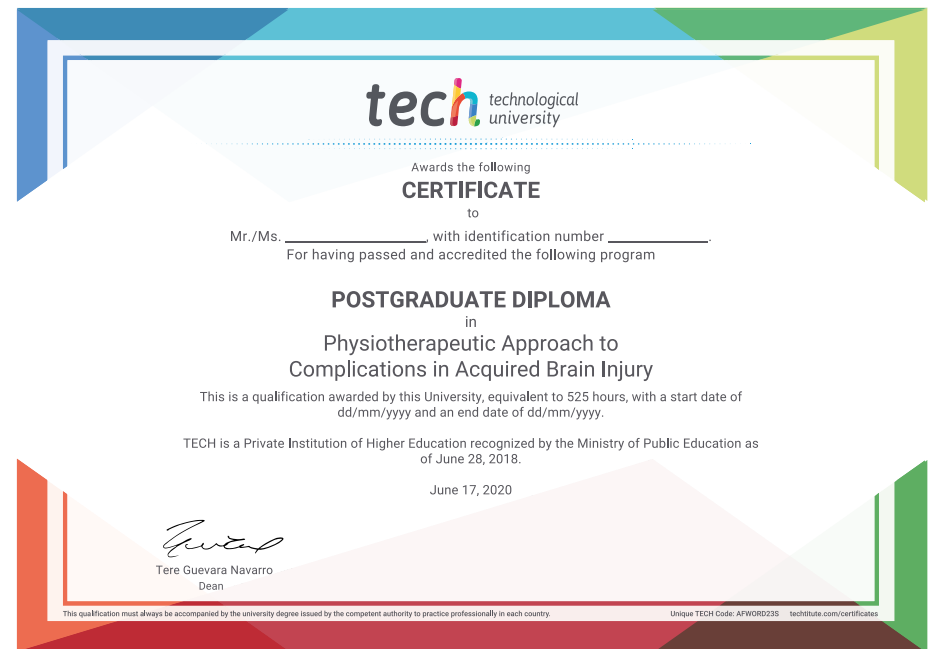 tech technological
university
Awards the following
CERTIFICATE
to
Mr./Ms. ____________________, with identification number ______________.
For having passed and accredited the following program
POSTGRADUATE DIPLOMA
in
Physiotherapeutic Approach to
Complications in Acquired Brain Injury
This is a qualification awarded by this University, equivalent to 525 hours, with a start date of
dd/mm/yyyy and an end date of dd/mm/yyyy.
TECH is a Private Institution of Higher Education recognized by the Ministry of Public Education as
of June 28, 2018.
June 17, 2020
Tere Guevara Navarro
Dean
This qualification must always be accompanied by the university degree issued by the competent authority to practice professionally in each country. Unique TECH Code: AFWORD23S techtitute.com/certificates